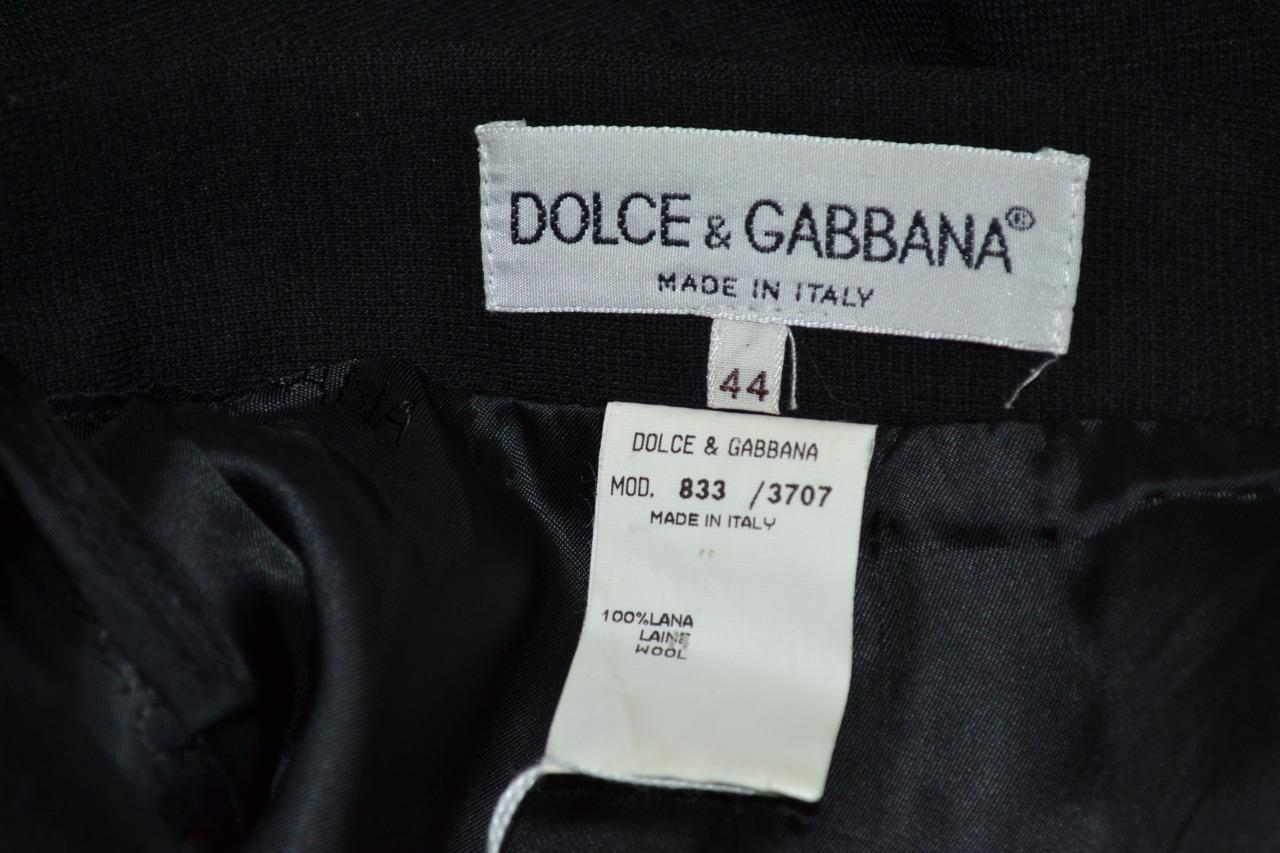 DOLCE & GABBANA®
MADE IN ITALY
44
DOLCE & GABBANA
MOD. 833 /3707
MADE IN ITALY
100%LANA
LAINE
WOOL